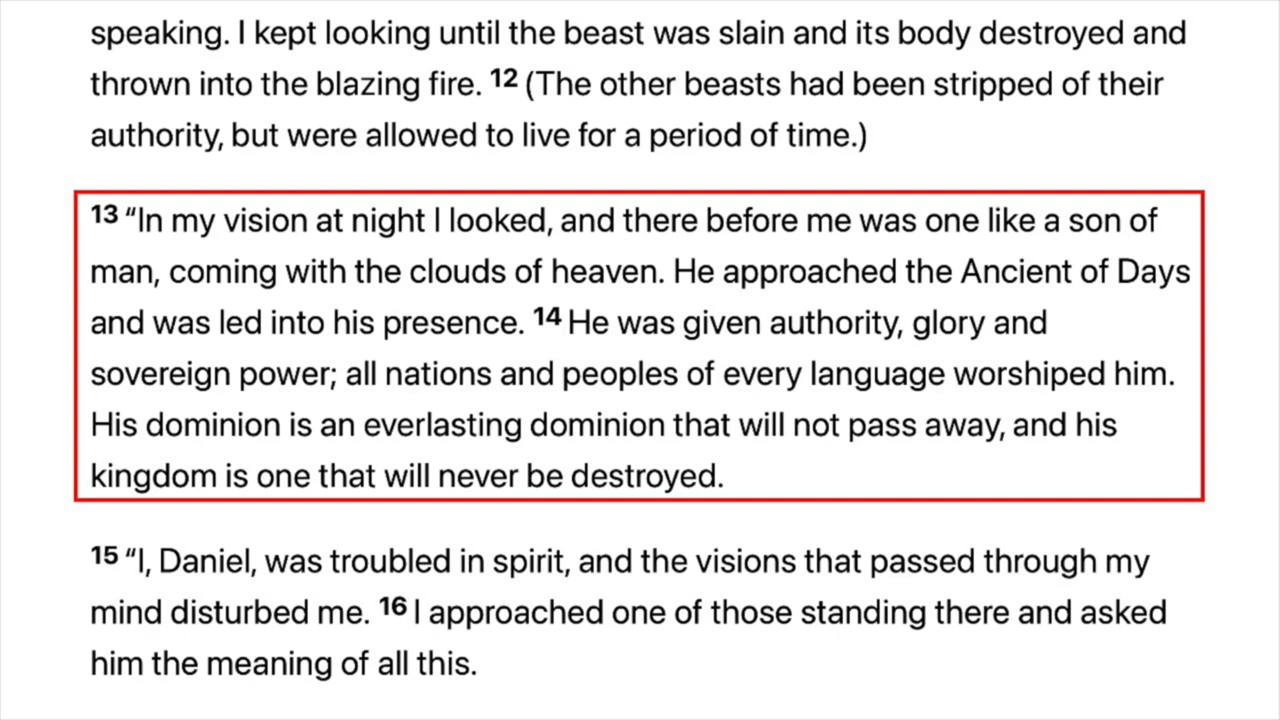 speaking. I kept looking until the beast was slain and its body destroyed and
thrown into the blazing fire. 12 (The other beasts had been stripped of their
authority, but were allowed to live for a period of time.)
13 “In my vision at night I looked, and there before me was one like a son of
man, coming with the clouds of heaven. He approached the Ancient of Days
and was led into his presence. 14 He was given authority, glory and
sovereign power; all nations and peoples of every language worshiped him.
His dominion is an everlasting dominion that will not pass away, and his
kingdom is one that will never be destroyed.
15 “I, Daniel, was troubled in spirit, and the visions that passed through my
mind disturbed me. 16 I approached one of those standing there and asked
him the meaning of all this.